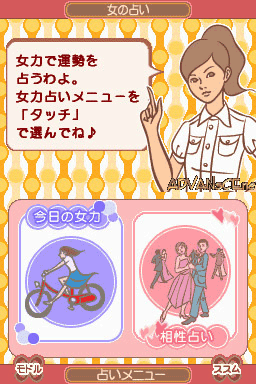 女の占い
女力で運勢を
占うわよ。
女力占いメニューを
「タッチ」
で選んでね♪
ADVANsCEne
今日の女力
相性占い
モドル
占いメニュー
ススム